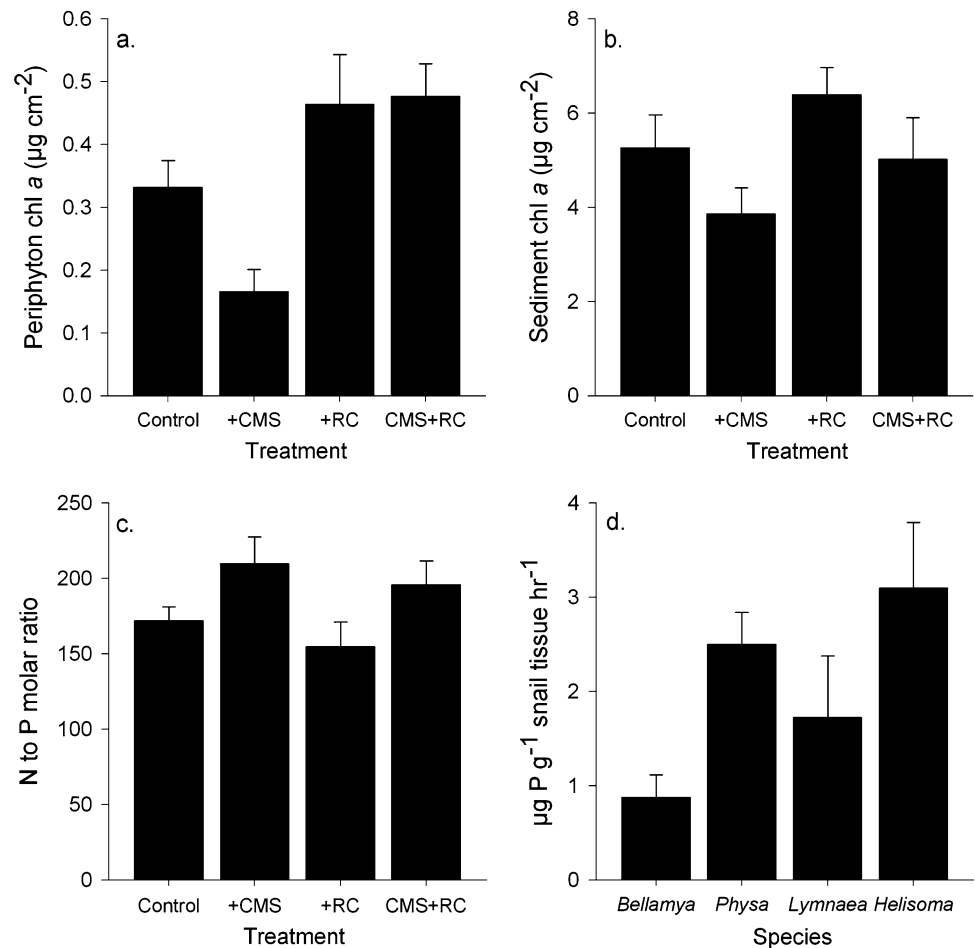 a.
Periphyton chl a (µg cm-2)
0.6
0.5
0.4
0.3
0.2
0.1
0.0
Control +CMS +RC CMS+RC
Treatment
b.
Sediment chl a (µg cm-2)
8
6
4
2
0
Control +CMS +RC CMS+RC
Treatment
c.
N to P molar ratio
250
200
150
100
50
0
Control +CMS +RC CMS+RC
Treatment
d.
µg P g-1 snail tissue hr-1
4
3
2
1
0
Bellamya Physa Lymnaea Helisoma
Species